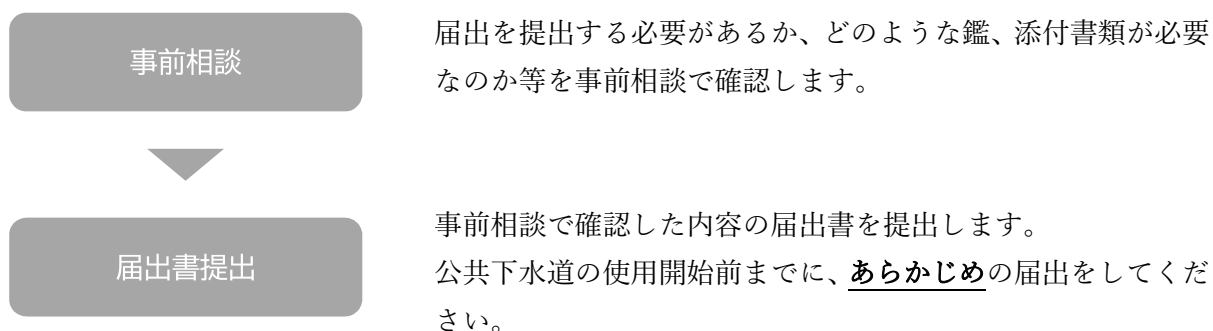 事前相談
届出を提出する必要があるか、どのような鑑、添付書類が必要
なのか等を事前相談で確認します。
届出書提出
事前相談で確認した内容の届出書を提出します。
公共下水道の使用開始前までに、あらかじめの届出をしてくだ
さい。